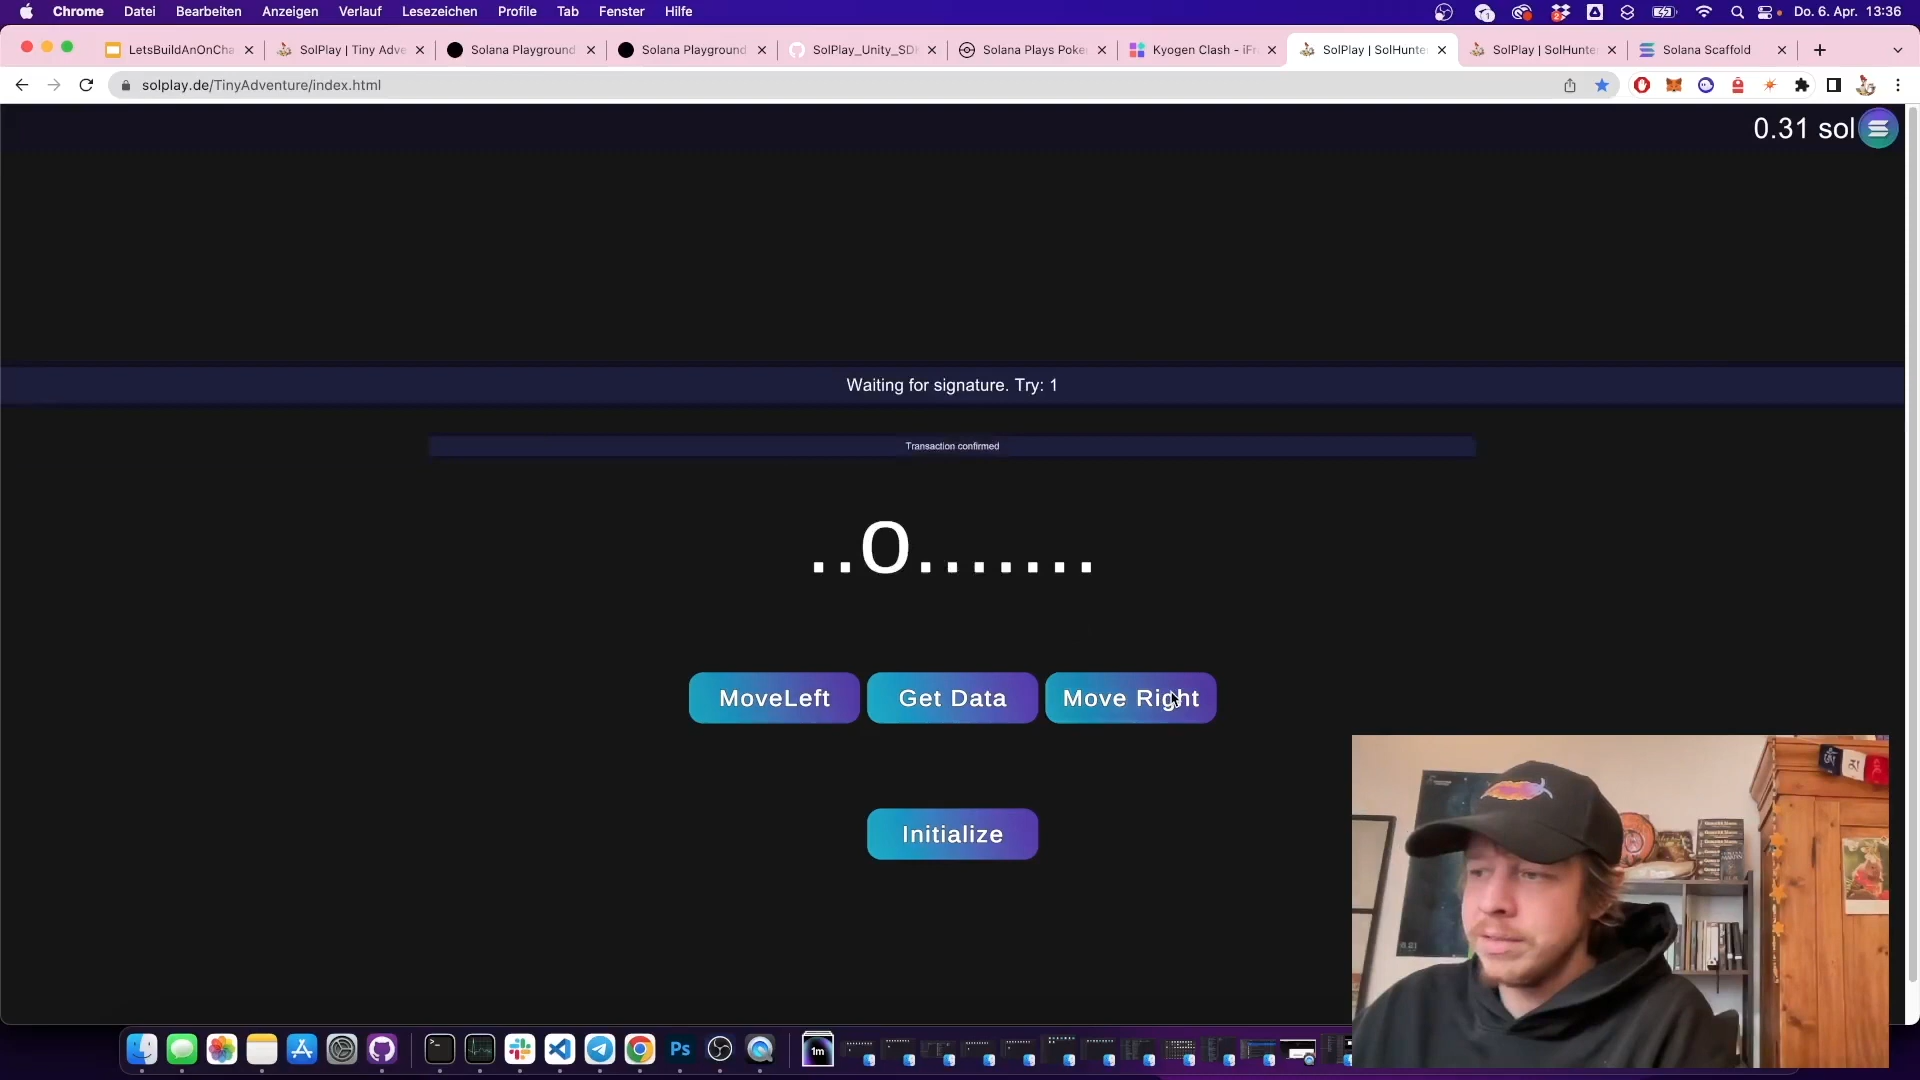 Chrome Datei Bearbeiten Anzeigen Verlauf Lesezeichen Profile Tab Fenster Hilfe Do. 6. Apr. 13:36
LetsBuildAnOnCha SolPlay | Tiny Adve Solana Playground Solana Playground SolPlay_Unity_SD Solana Plays Poke Kyogen Clash - iFr SolPlay | SolHunte SolPlay | SolHunte Solana Scaffold
solplay.de/TinyAdventure/index.html
0.31 sol
Waiting for signature. Try: 1
Transaction confirmed
..O.......
MoveLeft Get Data Move Right
Initialize
Ps 1m